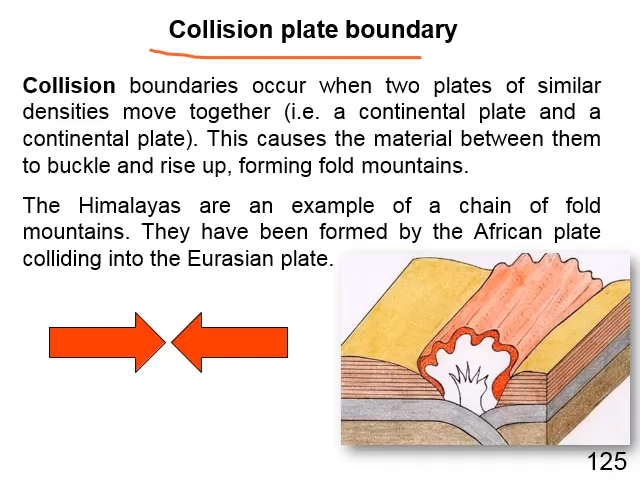 Collision plate boundary
Collision boundaries occur when two plates of similar
densities move together (i.e. a continental plate and a
continental plate). This causes the material between them
to buckle and rise up, forming fold mountains.
The Himalayas are an example of a chain of fold
mountains. They have been formed by the African plate
colliding into the Eurasian plate.
125